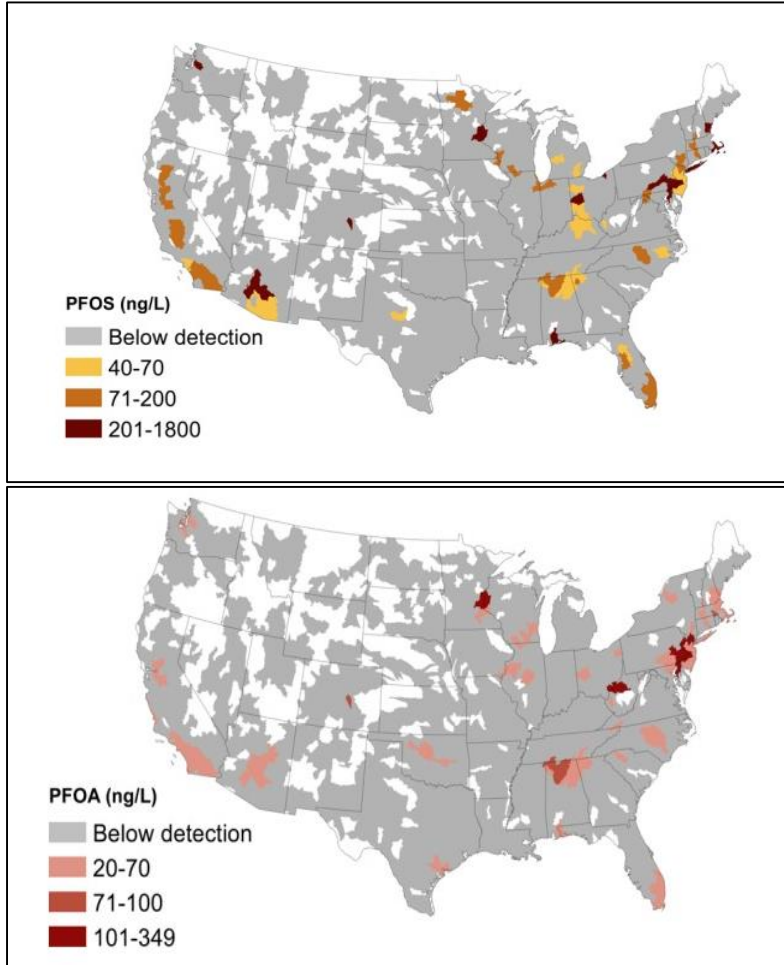 PFOS (ng/L)
Below detection
40-70
71-200
201-1800
PFOA (ng/L)
Below detection
20-70
71-100
101-349